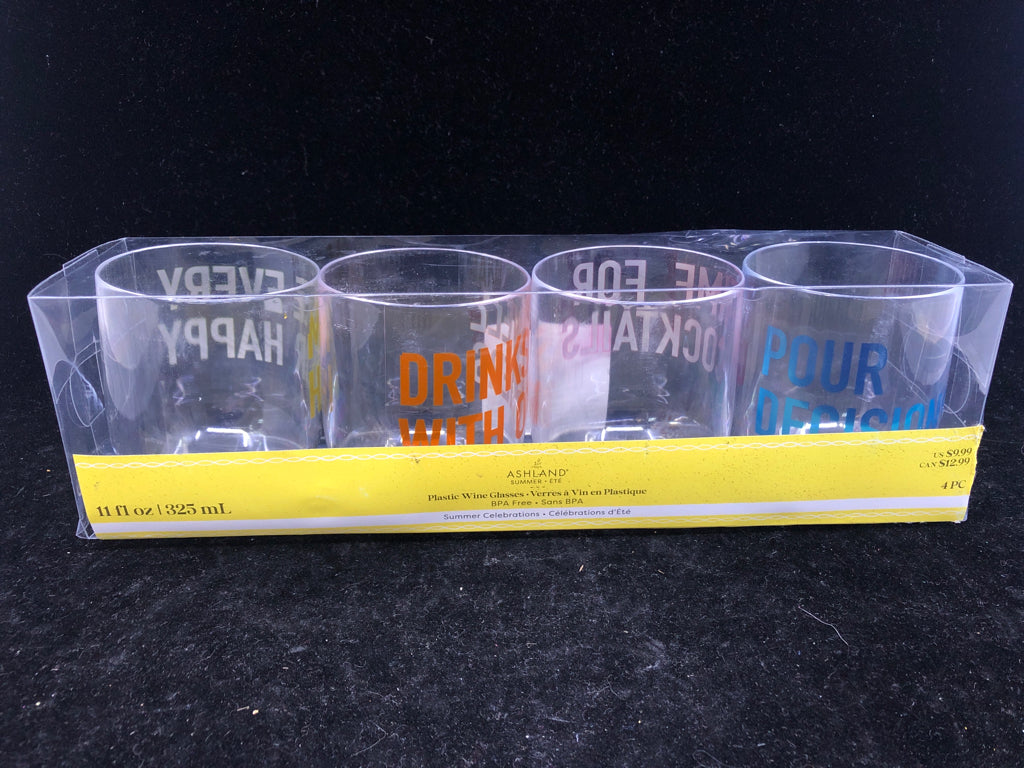 E EVERY
HAPPY
DRINKS
WITH
ME FOR
OCKTAILS
POUR
DECISION
ASHLAND®
SUMMER • ÉTÉ
Plastic Wine Glasses • Verres à Vin en Plastique
BPA Free • Sans BPA
Summer Celebrations • Célébrations d'Été
11 fl oz | 325 mL
US $9.99
CAN $12.99
4 PC